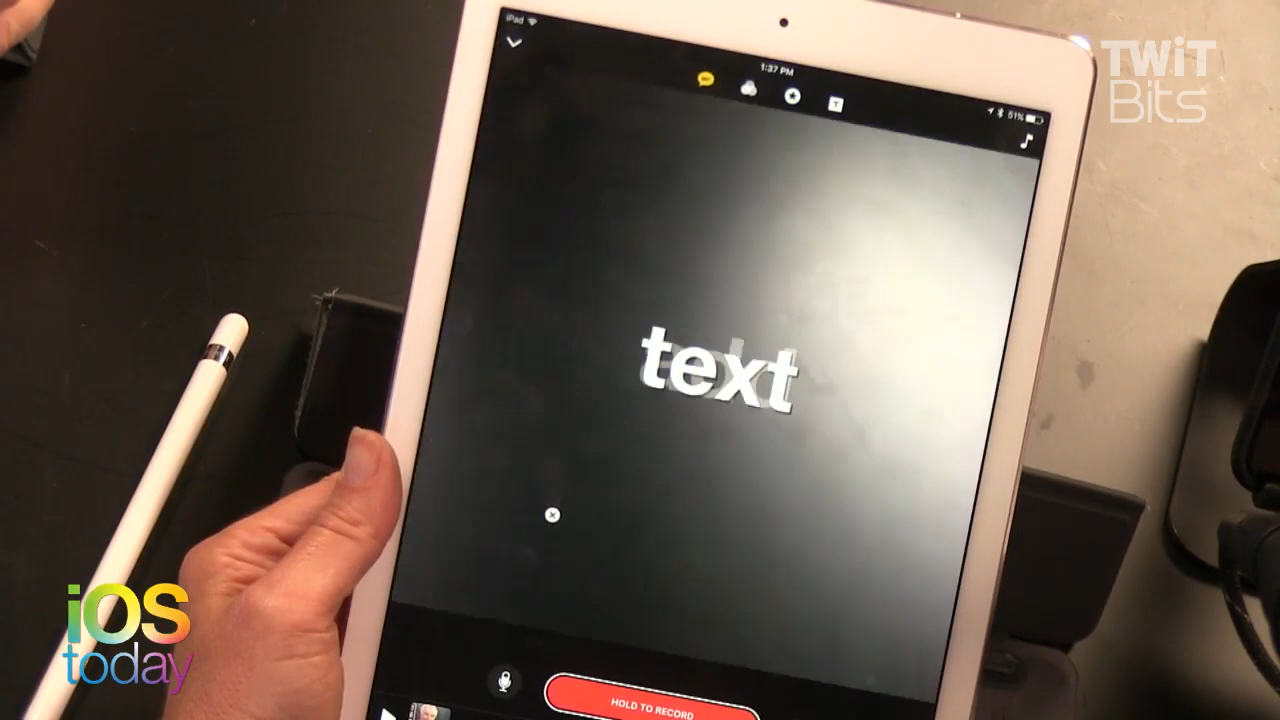 TWiT
Bits
iPad
1:37 PM
51%
T
text
HOLD TO RECORD
iOS
today